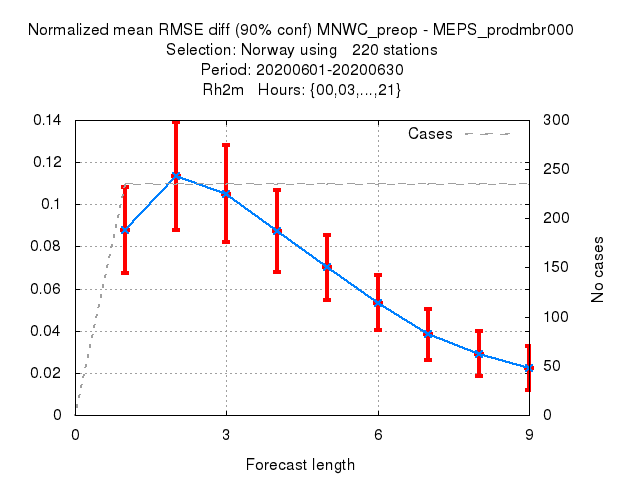 Normalized mean RMSE diff (90% conf) MNWC_preop - MEPS_prodmbr000
Selection: Norway using 220 stations
Period: 20200601-20200630
Rh2m Hours: {00,03,...,21}
Cases
0.14
0.12
0.1
0.08
0.06
0.04
0.02
0
300
250
200
150
100
50
0
No cases
0 3 6 9
Forecast length